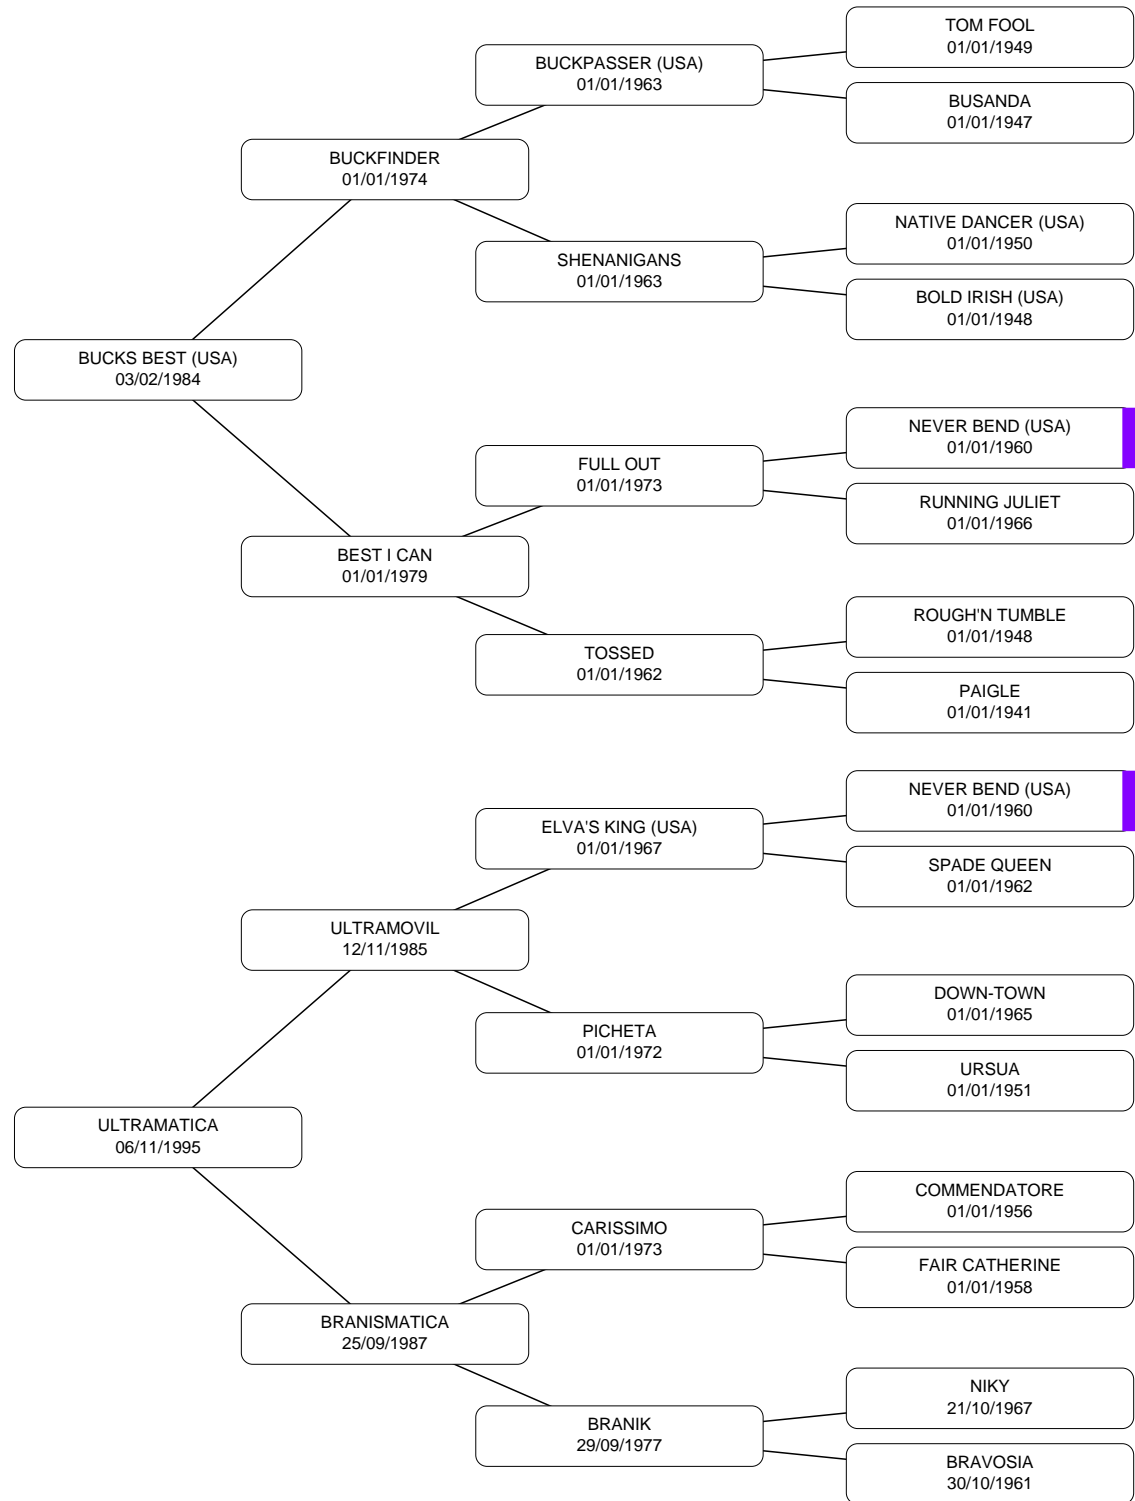 TOM FOOL
01/01/1949
BUCKPASSER (USA)
01/01/1963
BUSANDA
01/01/1947
BUCKFINDER
01/01/1974
NATIVE DANCER (USA)
01/01/1950
SHENANIGANS
01/01/1963
BOLD IRISH (USA)
01/01/1948
BUCKS BEST (USA)
03/02/1984
NEVER BEND (USA)
01/01/1960
FULL OUT
01/01/1973
RUNNING JULIET
01/01/1966
BEST I CAN
01/01/1979
ROUGH'N TUMBLE
01/01/1948
TOSSED
01/01/1962
PAIGLE
01/01/1941
NEVER BEND (USA)
01/01/1960
ELVA'S KING (USA)
01/01/1967
SPADE QUEEN
01/01/1962
ULTRAMOVIL
12/11/1985
DOWN-TOWN
01/01/1965
PICHETA
01/01/1972
URSUA
01/01/1951
ULTRAMATICA
06/11/1995
COMMENDATORE
01/01/1956
CARISSIMO
01/01/1973
FAIR CATHERINE
01/01/1958
BRANISMATICA
25/09/1987
NIKY
21/10/1967
BRANIK
29/09/1977
BRAVOSIA
30/10/1961